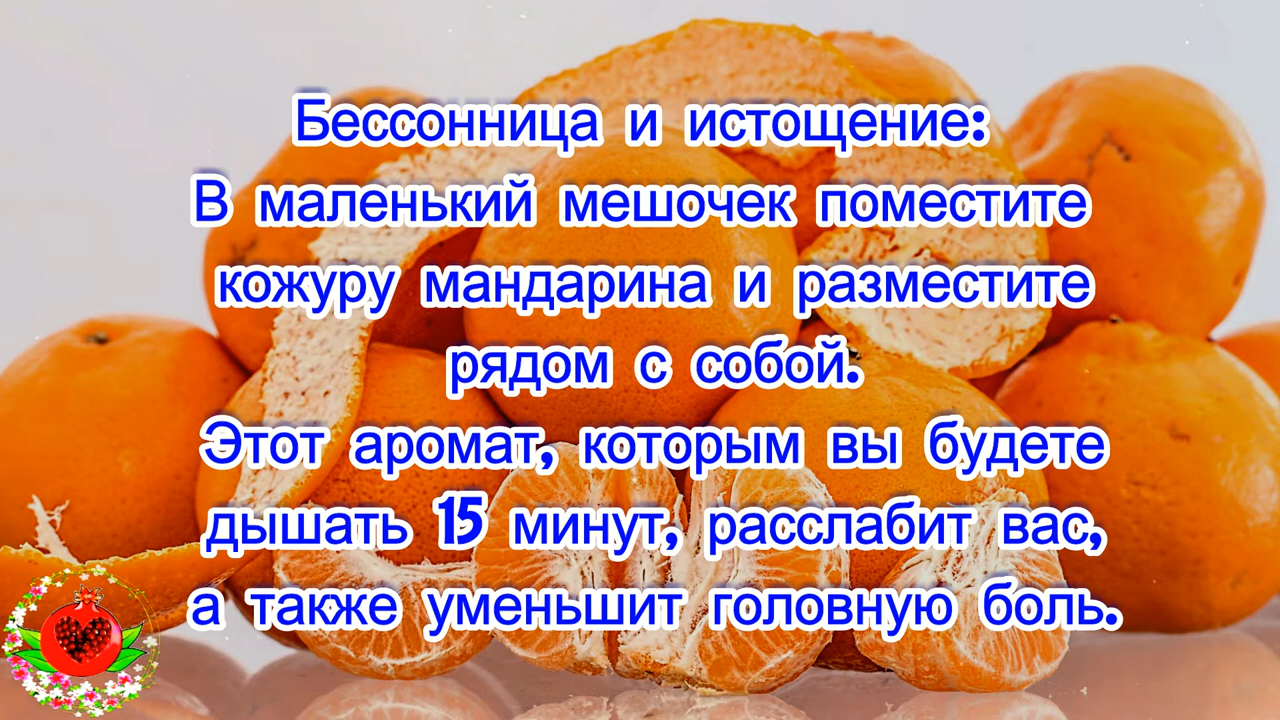 Бессонница и истощение:
В маленький мешочек поместите
кожуру мандарина и разместите
рядом с собой.
Этот аромат, которым вы будете
дышать 15 минут, расслабит вас,
а также уменьшит головную боль.